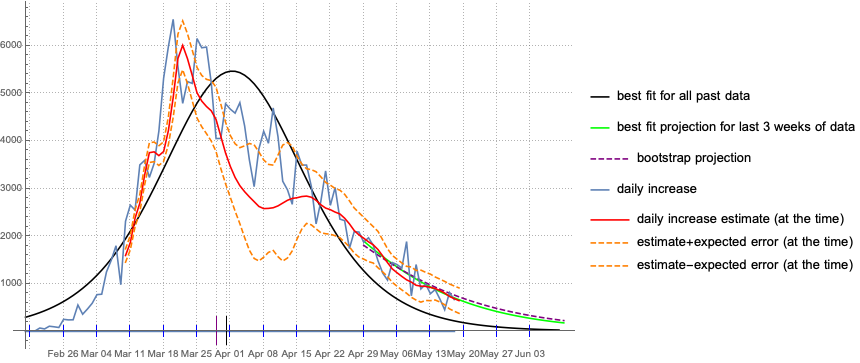 6000
5000
4000
3000
2000
1000
Feb 26 Mar 04 Mar 11 Mar 18 Mar 25 Apr 01 Apr 08 Apr 15 Apr 22 Apr 29 May 06 May 13 May 20 May 27 Jun 03
best fit for all past data
best fit projection for last 3 weeks of data
bootstrap projection
daily increase
daily increase estimate (at the time)
estimate+expected error (at the time)
estimate−expected error (at the time)